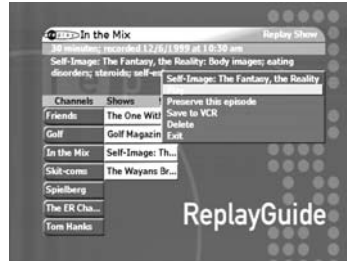 In the Mix
Replay Show
30 minutes; recorded 12/6/1999 at 10:30 am
Self-Image: The Fantasy, the Reality: Body images; eating
disorders; steroids; self-es
Self-Image: The Fantasy, the Reality
Play
Preserve this episode
Save to VCR
Delete
Exit
Channels
Shows
Friends
The One With
Golf
Golf Magazin
In the Mix
Self-Image: Th...
Skit-coms
The Wayans Br...
Spielberg
The ER Cha...
Tom Hanks
ReplayGuide